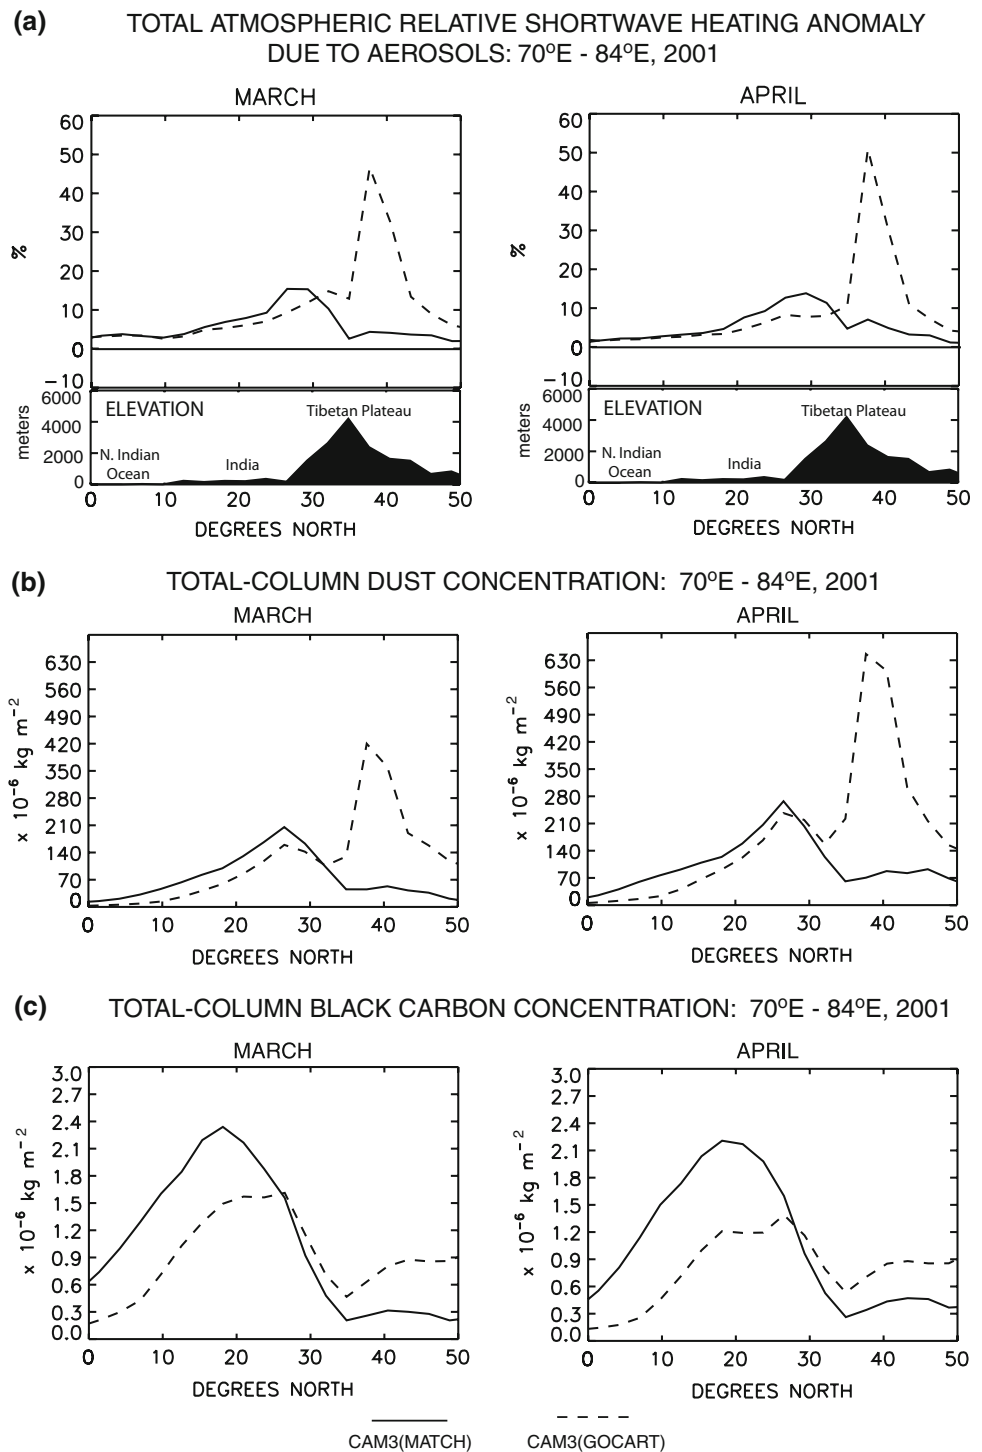 (a) TOTAL ATMOSPHERIC RELATIVE SHORTWAVE HEATING ANOMALY
DUE TO AEROSOLS: 70°E - 84°E, 2001
MARCH
60
50
40
30
20
10
0
-10
%
6000
4000
2000
0
meters
ELEVATION
Tibetan Plateau
N. Indian
Ocean
India
0 10 20 30 40 50
DEGREES NORTH
APRIL
60
50
40
30
20
10
0
-10
%
6000
4000
2000
0
meters
ELEVATION
Tibetan Plateau
N. Indian
Ocean
India
0 10 20 30 40 50
DEGREES NORTH
(b) TOTAL-COLUMN DUST CONCENTRATION: 70°E - 84°E, 2001
MARCH
630
560
490
420
350
280
210
140
70
0
x 10⁻⁶ kg m⁻²
0 10 20 30 40 50
DEGREES NORTH
APRIL
630
560
490
420
350
280
210
140
70
0
x 10⁻⁶ kg m⁻²
0 10 20 30 40 50
DEGREES NORTH
(c) TOTAL-COLUMN BLACK CARBON CONCENTRATION: 70°E - 84°E, 2001
MARCH
3.0
2.7
2.4
2.1
1.8
1.5
1.2
0.9
0.6
0.3
0.0
x 10⁻⁶ kg m⁻²
0 10 20 30 40 50
DEGREES NORTH
APRIL
3.0
2.7
2.4
2.1
1.8
1.5
1.2
0.9
0.6
0.3
0.0
x 10⁻⁶ kg m⁻²
0 10 20 30 40 50
DEGREES NORTH
CAM3(MATCH) CAM3(GOCART)